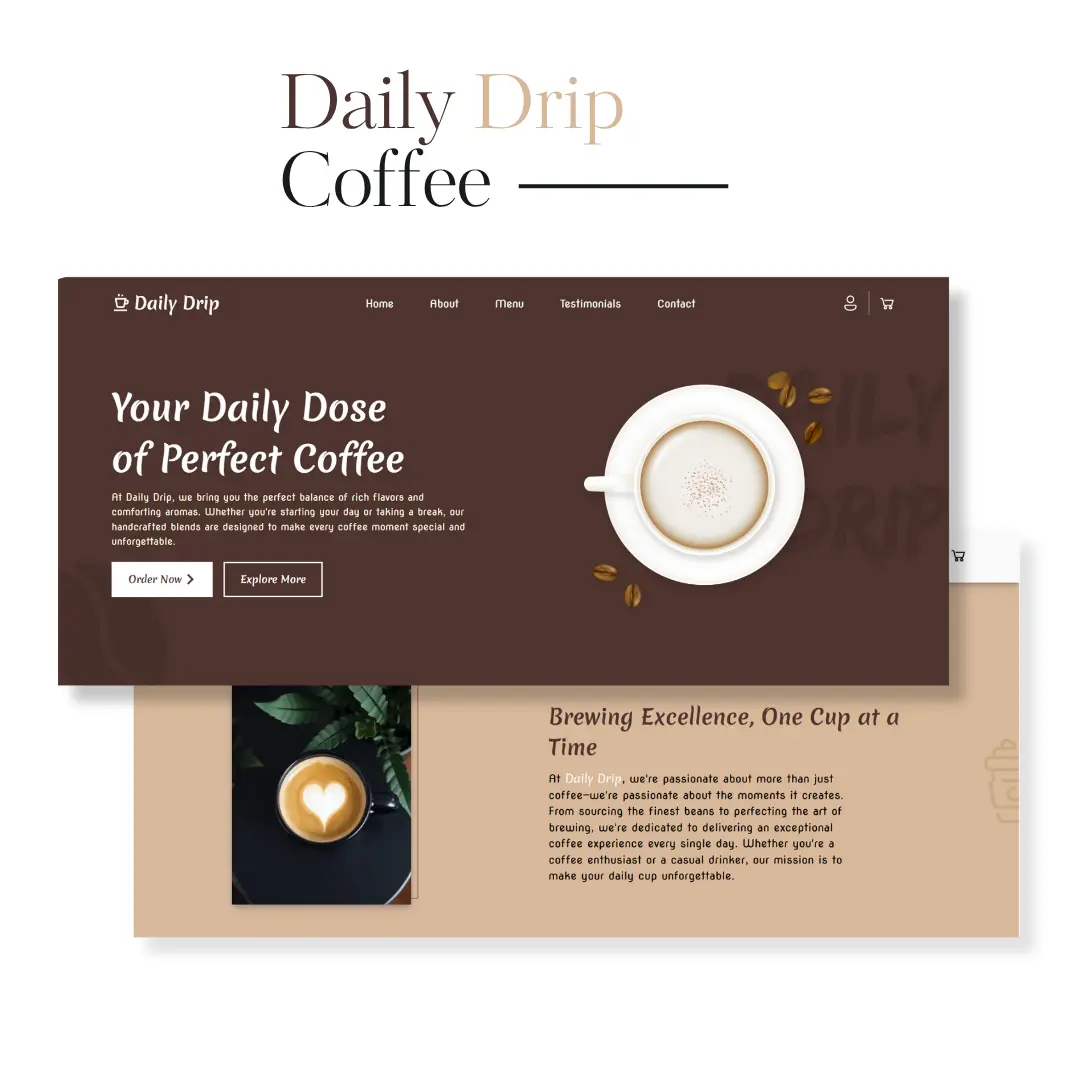 Daily Drip
Coffee
Daily Drip
Home
About
Menu
Testimonials
Contact
Your Daily Dose
of Perfect Coffee
At Daily Drip, we bring you the perfect balance of rich flavors and
comforting aromas. Whether you're starting your day or taking a break, our
handcrafted blends are designed to make every coffee moment special and
unforgettable.
Order Now
Explore More
DAILY
DRIP
Brewing Excellence, One Cup at a
Time
At Daily Drip, we're passionate about more than just
coffee—we're passionate about the moments it creates.
From sourcing the finest beans to perfecting the art of
brewing, we're dedicated to delivering an exceptional
coffee experience every single day. Whether you're a
coffee enthusiast or a casual drinker, our mission is to
make your daily cup unforgettable.